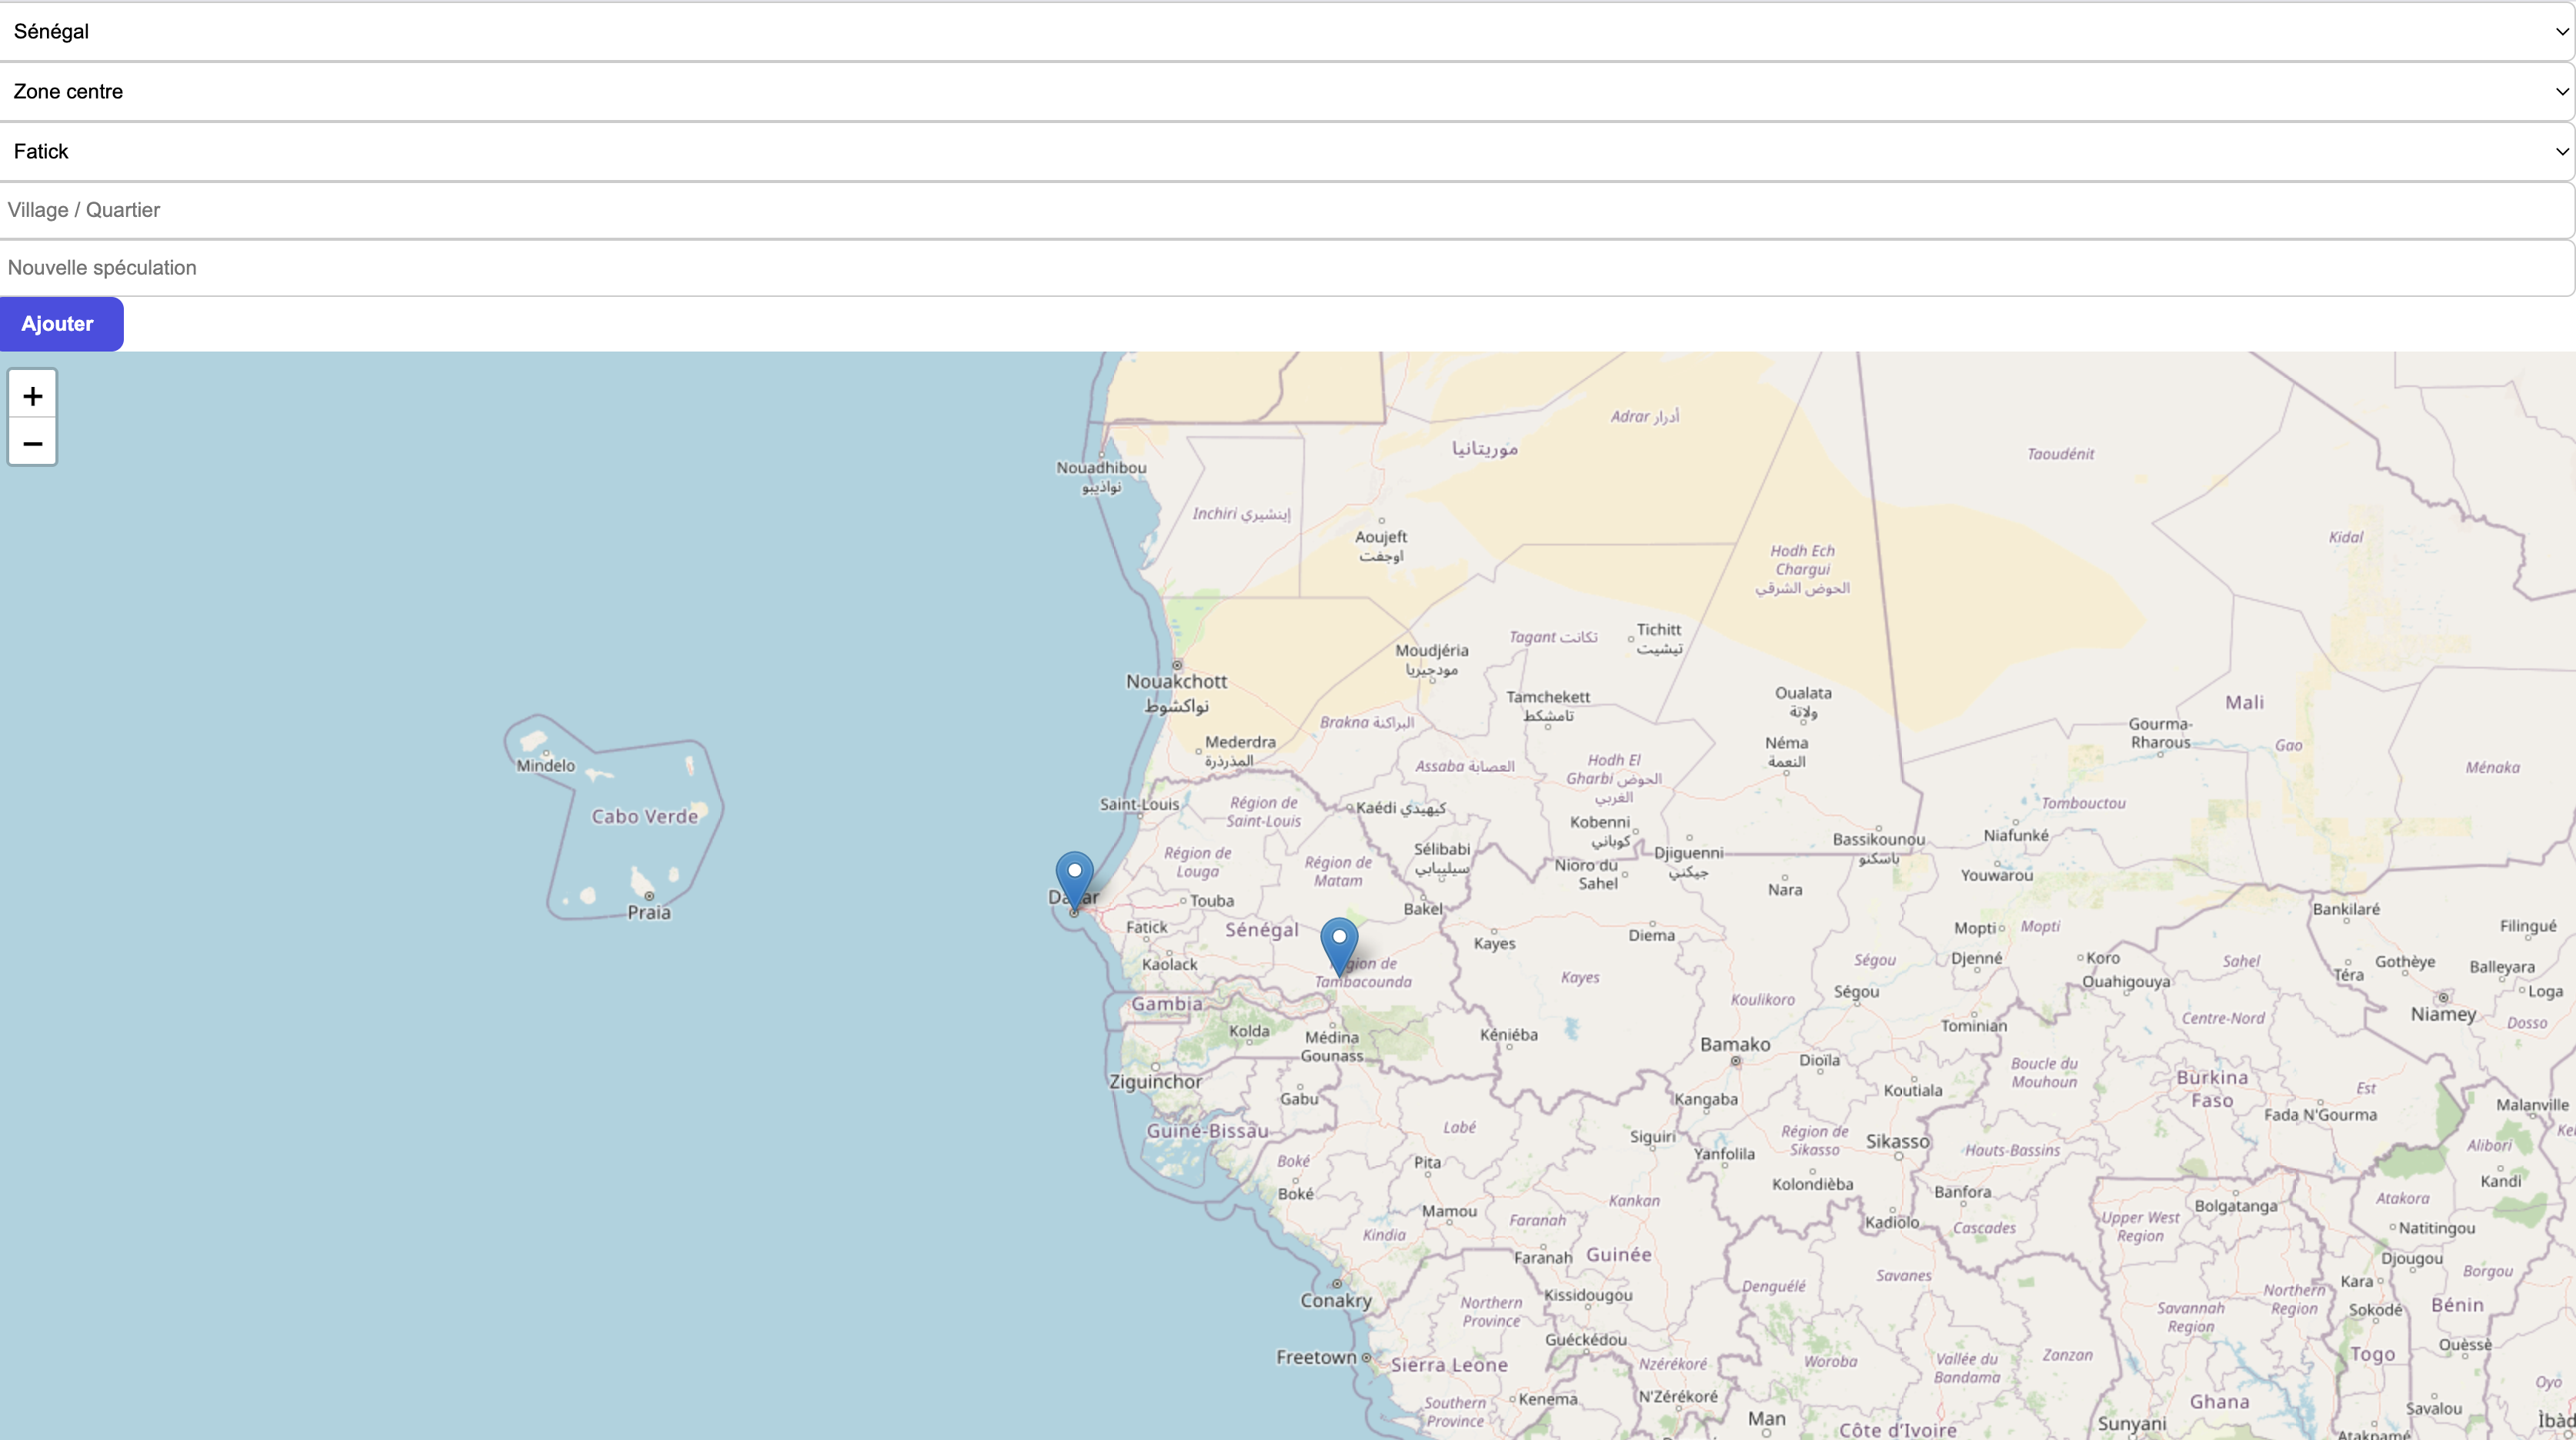 Sénégal
Zone centre
Fatick
Village / Quartier
Nouvelle spéculation
Ajouter
+
−
Adrar أدرار
موريتانيا
Taoudénit
Nouadhibou
نواذيبو
Inchiri إينشيري
Aoujeft
اوجفت
Kidal
Hodh Ech
Chargui
الحوض الشرقي
Tagant تكانت
Tichitt
تيشيت
Moudjéria
مودجيريا
Nouakchott
نواكشوط
Tamchekett
تامشكط
Oualata
ولاتة
Mali
Brakna البراكنة
Gourma-
Rharous
Gao
Mederdra
المذرذرة
Néma
النعمة
Mindelo
Assaba العصابة
Hodh El
Gharbi الحوض
الغربي
Ménaka
Cabo Verde
Saint-Louis
Région de
Saint-Louis
Kaédi كيهيدي
Tombouctou
Kobenni
كوباني
Niafunké
Bassikounou
باسكنو
Région de
Louga
Région de
Matam
Sélibabi
سيليبابي
Djiguenni
جيكني
Nioro du
Sahel
Youwarou
Nara
Praia
Touba
Bakel
Bankilaré
Fatick
Sénégal
Kayes
Diema
Mopti
Mopti
Filingué
Kaolack
Région de
Tambacounda
Kayes
Ségou
Djenné
Koro
Ouahigouya
Sahel
Téra
Gothèye
Balleyara
Gambia
Koulikoro
Ségou
Loga
Niamey
Dosso
Kolda
Médina
Gounass
Kéniéba
Bamako
Tominian
Centre-Nord
Dioïla
Boucle du
Mouhoun
Burkina
Faso
Est
Ziguinchor
Gabu
Kangaba
Koutiala
Fada N'Gourma
Malanville
Guiné-Bissau
Labé
Siguiri
Région de
Sikasso
Sikasso
Hauts-Bassins
Alibori
Boké
Pita
Yanfolila
Kandi
Boké
Kolondièba
Banfora
Bolgatanga
Atakora
Kankan
Mamou
Faranah
Kadiolo
Cascades
Upper West
Region
Natitingou
Kindia
Faranah
Guinée
Djougou
Borgou
Conakry
Denguélé
Savanes
Kara
Northern
Province
Kissidougou
Northern
Region
Savannah
Region
Sokodé
Bénin
Guéckédou
Ouèssè
Freetown
Sierra Leone
Nzérékoré
Woroba
Vallée du
Bandama
Zanzan
Togo
Southern
Province
Kenema
N'Zérékoré
Ghana
Oyo
Man
Côte d'Ivoire
Sunyani
Savalou